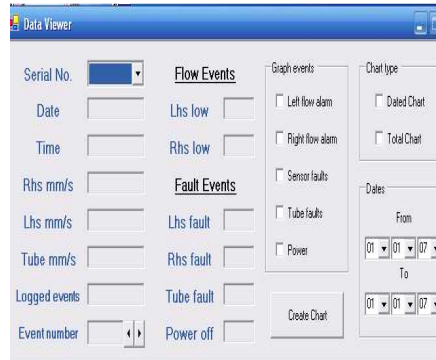 Data Viewer
Serial No.
Date
Time
Rhs mm/s
Lhs mm/s
Tube mm/s
Logged events
Event number
Flow Events
Lhs low
Rhs low
Fault Events
Lhs fault
Rhs fault
Tube fault
Power off
Graph events
Left flow alarm
Right flow alarm
Sensor faults
Tube faults
Power
Create Chart
Chart type
Dated Chart
Total Chart
Dates
From
01 01 07
To
01 01 07